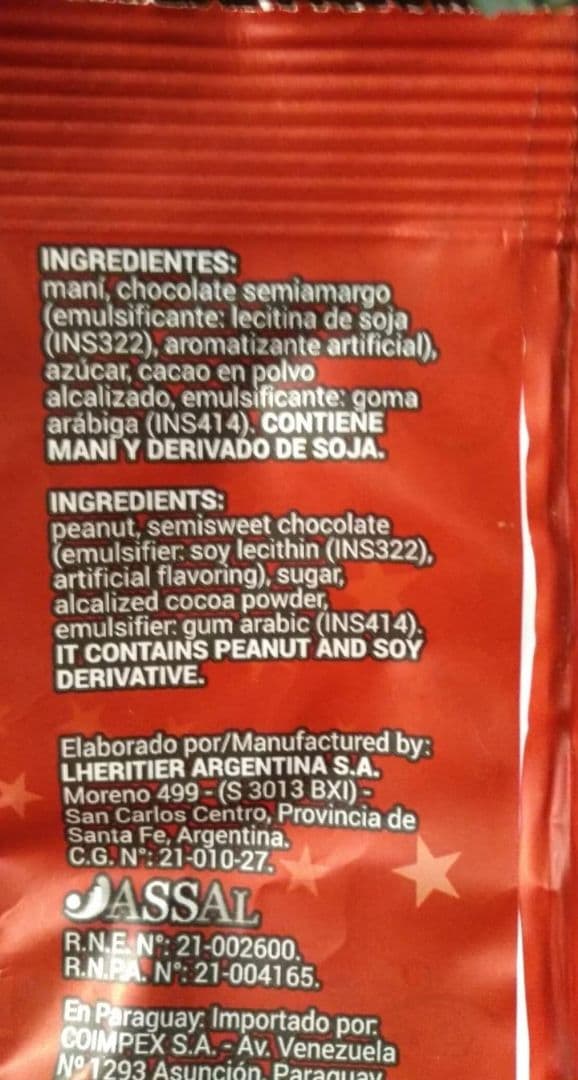 INGREDIENTES:
maní, chocolate semiamargo
(emulsificante: lecitina de soja
(INS322), aromatizante artificial),
azúcar, cacao en polvo
alcalizado, emulsificante: goma
arábiga (INS414). CONTIENE
MANÍ Y DERIVADO DE SOJA.
INGREDIENTS:
peanut, semisweet chocolate
(emulsifier: soy lecithin (INS322),
artificial flavoring), sugar,
alcalized cocoa powder,
emulsifier: gum arabic (INS414).
IT CONTAINS PEANUT AND SOY
DERIVATIVE.
Elaborado por/Manufactured by:
LHERITIER ARGENTINA S.A.
Moreno 499 - (S 3013 BXI) -
San Carlos Centro, Provincia de
Santa Fe, Argentina.
C.G. N°: 21-010-27.
ASSAL
R.N.E. N°: 21-002600.
R.N.P.A. N°: 21-004165.
En Paraguay: Importado por:
COIMPEX S.A. - Av. Venezuela
N° 1293 Asunción, Paraguay